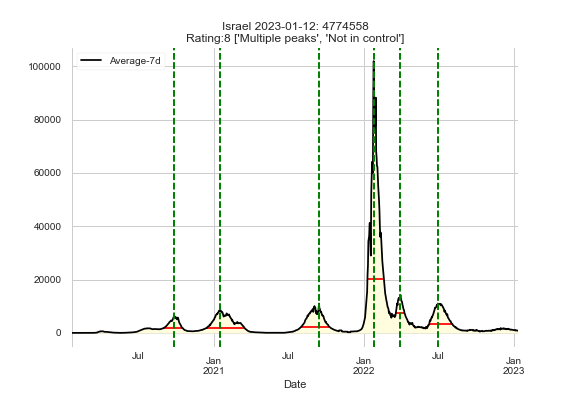 Israel 2023-01-12: 4774558
Rating:8 ['Multiple peaks', 'Not in control']
Average-7d
100000
80000
60000
40000
20000
0
Jul
Jan
2021
Jul
Jan
2022
Jul
Jan
2023
Date